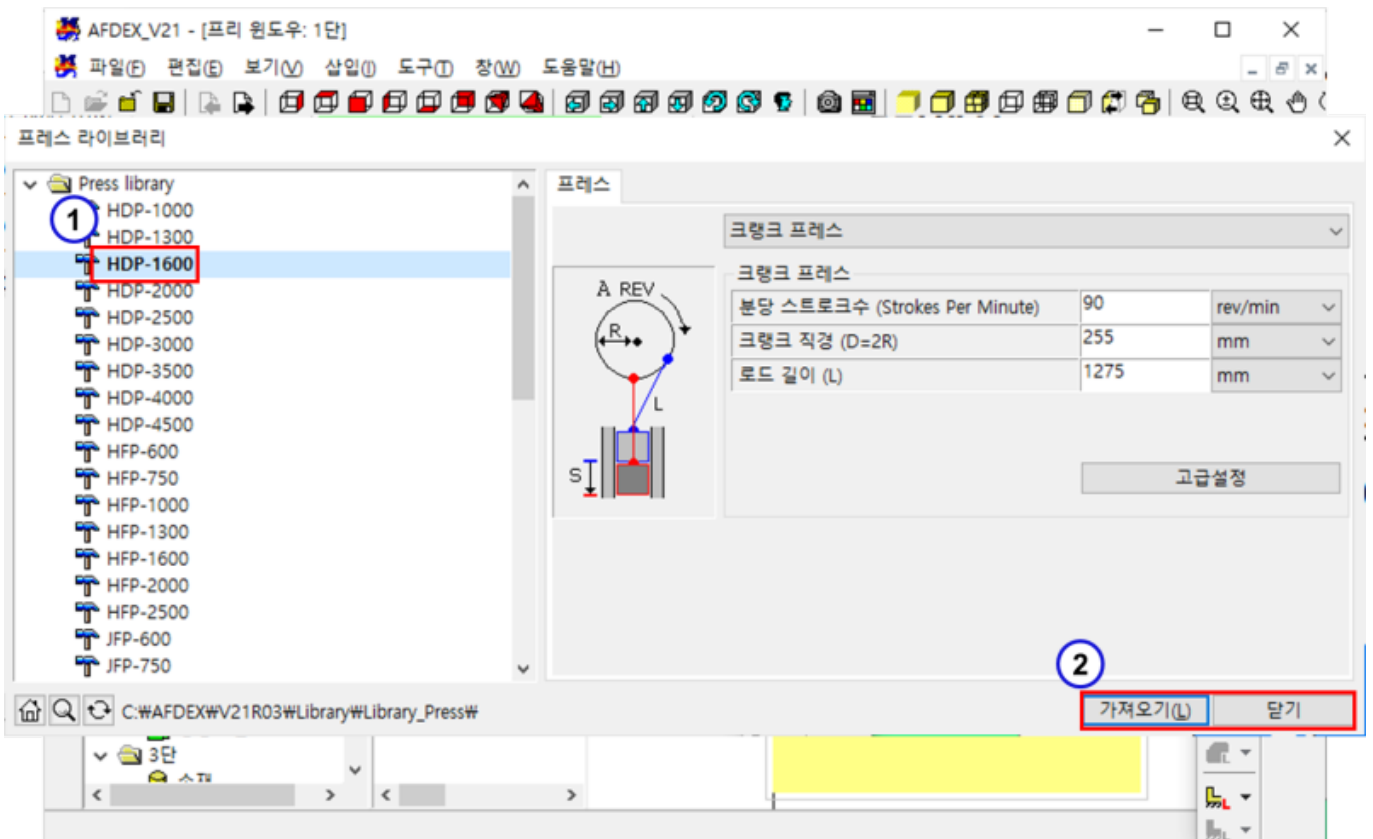 AFDEX_V21 - [프리 윈도우: 1단]
파일(F) 편집(E) 보기(V) 삽입(I) 도구(T) 창(W) 도움말(H)
프레스 라이브러리
Press library
프레스
1
HDP-1000
HDP-1300
크랭크 프레스
HDP-1600
크랭크 프레스
HDP-2000
A REV
분당 스트로크수 (Strokes Per Minute) 90 rev/min
HDP-2500
R
크랭크 직경 (D=2R) 255 mm
HDP-3000
로드 길이 (L) 1275 mm
HDP-3500
L
HDP-4000
HDP-4500
HFP-600
HFP-750
S
고급설정
HFP-1000
HFP-1300
HFP-1600
HFP-2000
HFP-2500
JFP-600
JFP-750
2
C:₩AFDEX₩V21R03₩Library₩Library_Press₩
가져오기(L) 닫기
3단
L